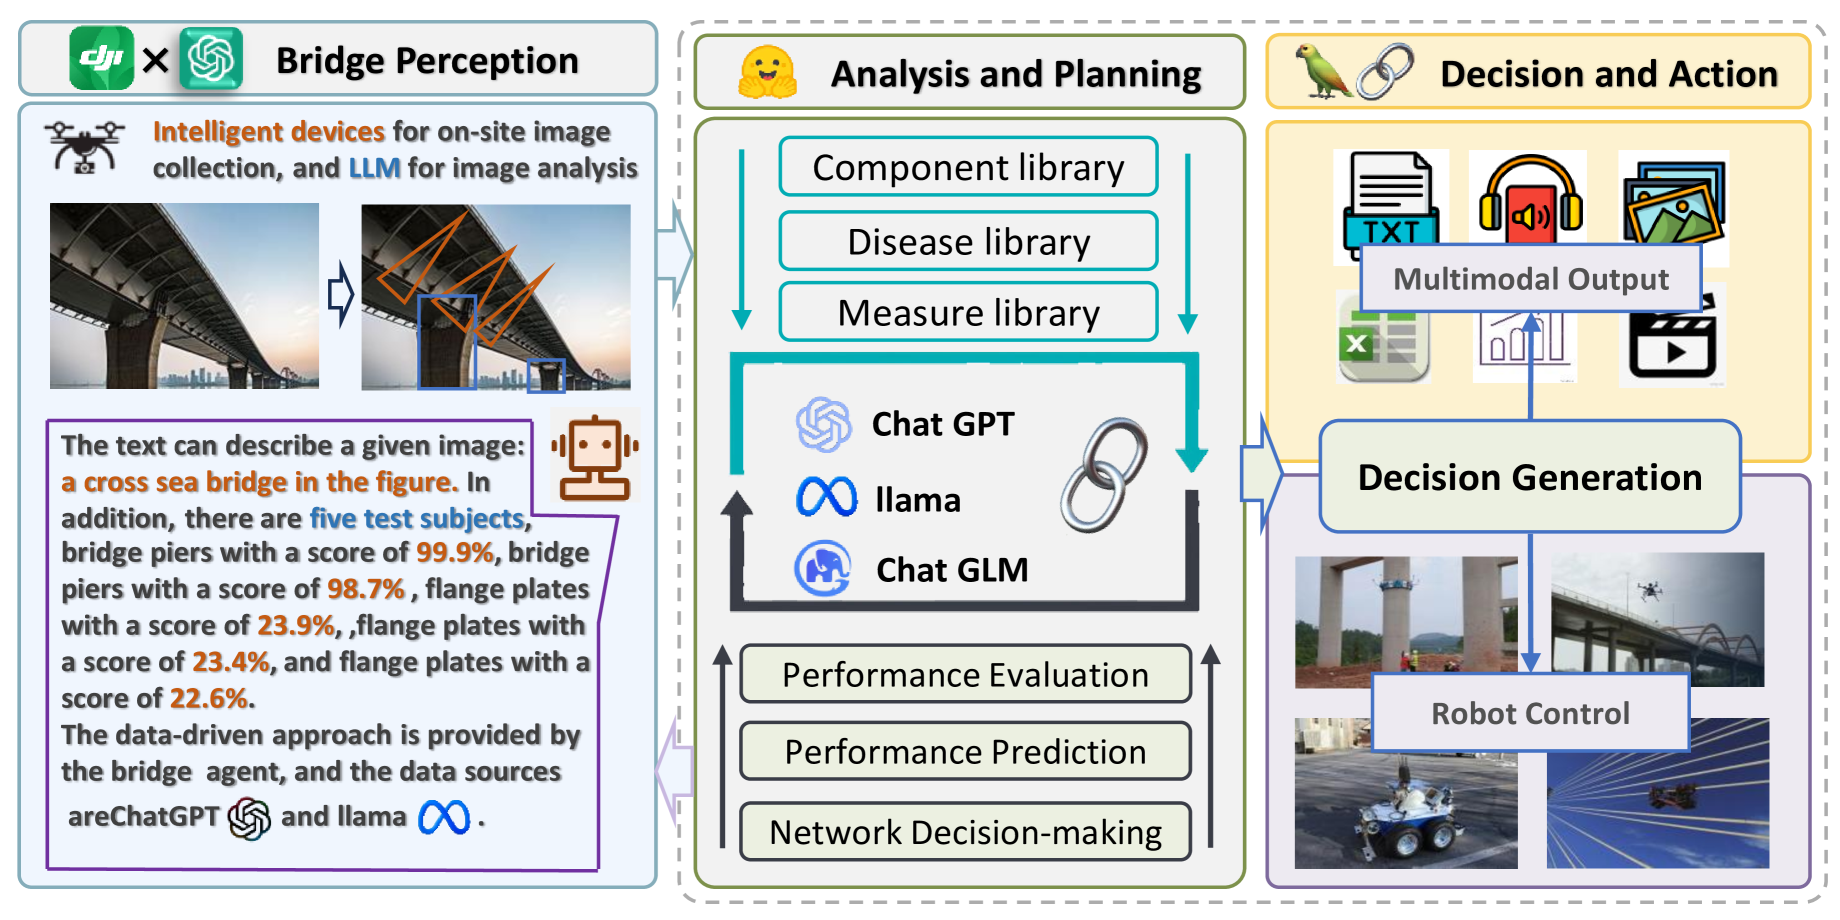 dji
Bridge Perception
Intelligent devices for on-site image
collection, and LLM for image analysis
The text can describe a given image:
a cross sea bridge in the figure. In
addition, there are five test subjects,
bridge piers with a score of 99.9%, bridge
piers with a score of 98.7% , flange plates
with a score of 23.9%, ,flange plates with
a score of 23.4%, and flange plates with a
score of 22.6%.
The data-driven approach is provided by
the bridge agent, and the data sources
areChatGPT and llama .
Analysis and Planning
Component library
Disease library
Measure library
Chat GPT
llama
Chat GLM
Performance Evaluation
Performance Prediction
Network Decision-making
Decision and Action
TXT
Multimodal Output
X
Decision Generation
Robot Control